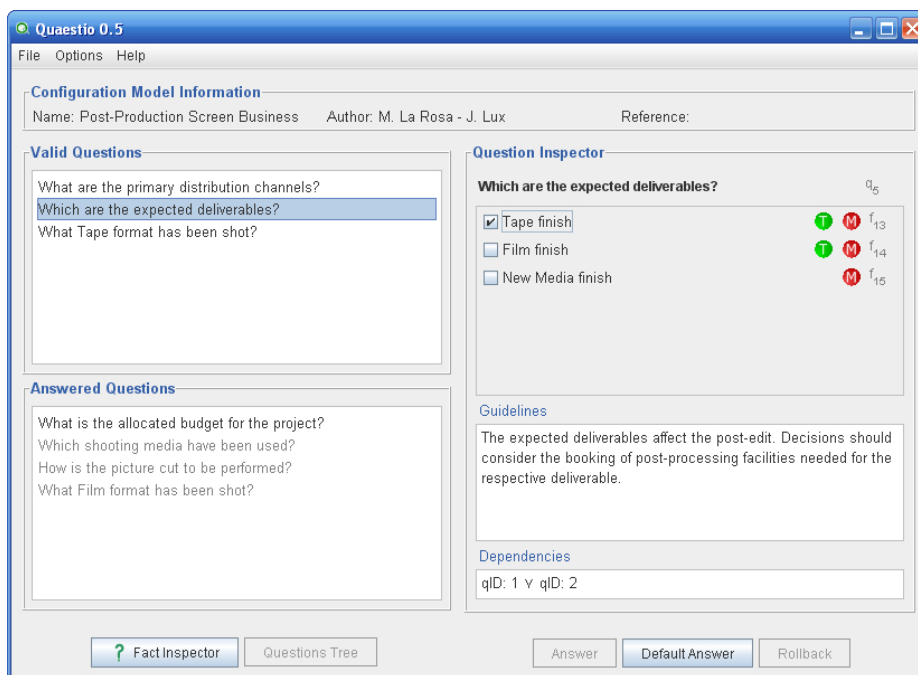 Quaestio 0.5
File Options Help
Configuration Model Information
Name: Post-Production Screen Business Author: M. La Rosa - J. Lux Reference:
Valid Questions
What are the primary distribution channels?
Which are the expected deliverables?
What Tape format has been shot?
Answered Questions
What is the allocated budget for the project?
Which shooting media have been used?
How is the picture cut to be performed?
What Film format has been shot?
Question Inspector
Which are the expected deliverables? q5
Tape finish T M f13
Film finish T M f14
New Media finish M f15
Guidelines
The expected deliverables affect the post-edit. Decisions should
consider the booking of post-processing facilities needed for the
respective deliverable.
Dependencies
qID: 1 ∨ qID: 2
? Fact Inspector Questions Tree Answer Default Answer Rollback